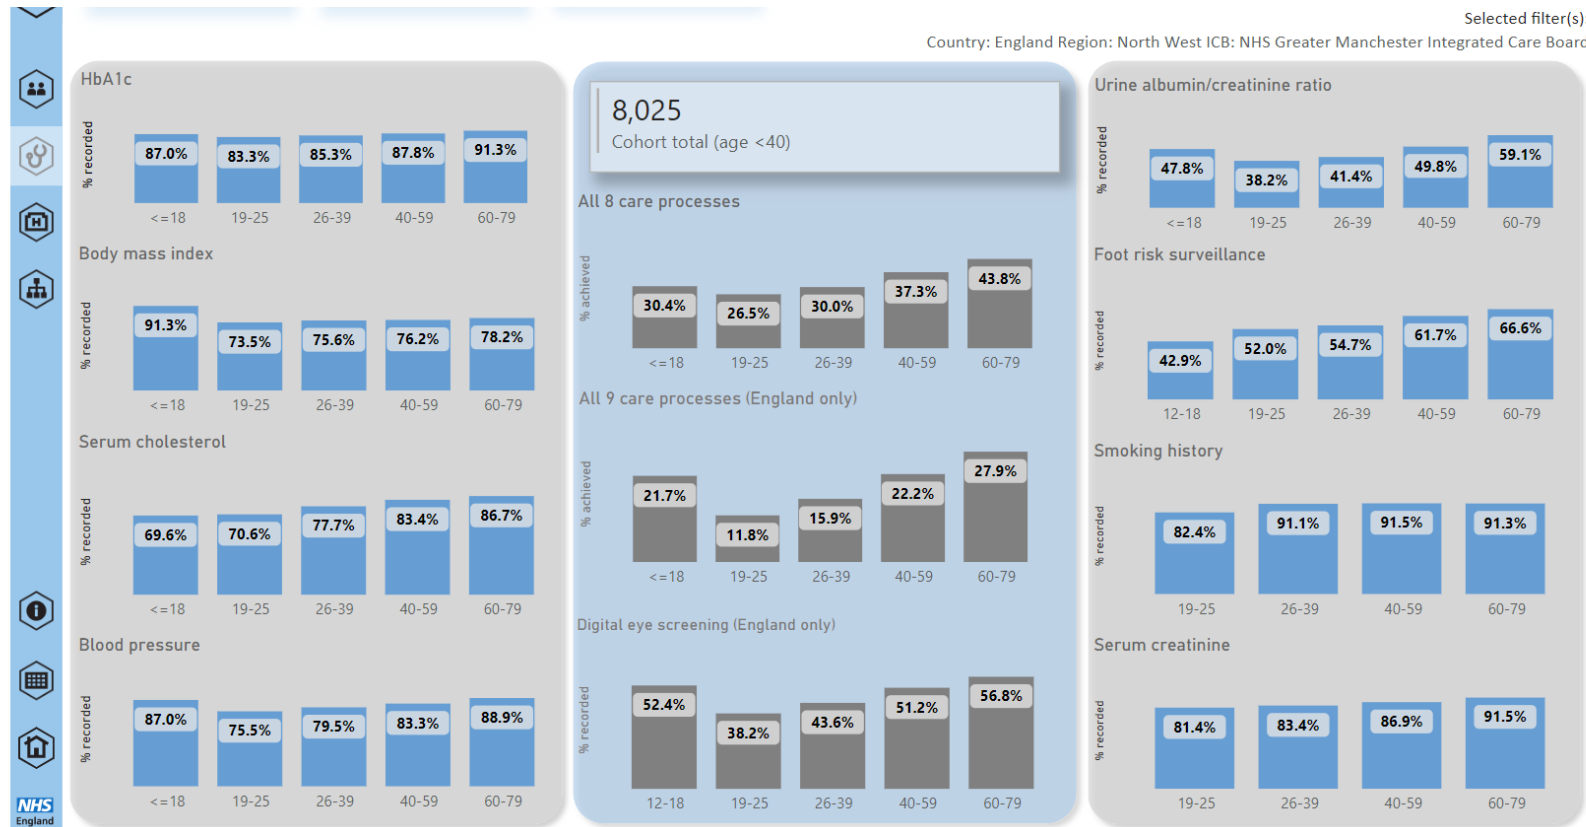 Selected filter(s):
Country: England Region: North West ICB: NHS Greater Manchester Integrated Care Board
HbA1c
% recorded
87.0% 83.3% 85.3% 87.8% 91.3%
<=18 19-25 26-39 40-59 60-79
Body mass index
% recorded
91.3% 73.5% 75.6% 76.2% 78.2%
<=18 19-25 26-39 40-59 60-79
Serum cholesterol
% recorded
69.6% 70.6% 77.7% 83.4% 86.7%
<=18 19-25 26-39 40-59 60-79
Blood pressure
% recorded
87.0% 75.5% 79.5% 83.3% 88.9%
<=18 19-25 26-39 40-59 60-79
8,025
Cohort total (age <40)
All 8 care processes
% achieved
30.4% 26.5% 30.0% 37.3% 43.8%
<=18 19-25 26-39 40-59 60-79
All 9 care processes (England only)
% achieved
21.7% 11.8% 15.9% 22.2% 27.9%
<=18 19-25 26-39 40-59 60-79
Digital eye screening (England only)
% recorded
52.4% 38.2% 43.6% 51.2% 56.8%
12-18 19-25 26-39 40-59 60-79
Urine albumin/creatinine ratio
% recorded
47.8% 38.2% 41.4% 49.8% 59.1%
<=18 19-25 26-39 40-59 60-79
Foot risk surveillance
% recorded
42.9% 52.0% 54.7% 61.7% 66.6%
12-18 19-25 26-39 40-59 60-79
Smoking history
% recorded
82.4% 91.1% 91.5% 91.3%
19-25 26-39 40-59 60-79
Serum creatinine
% recorded
81.4% 83.4% 86.9% 91.5%
19-25 26-39 40-59 60-79
H
i
NHS
England